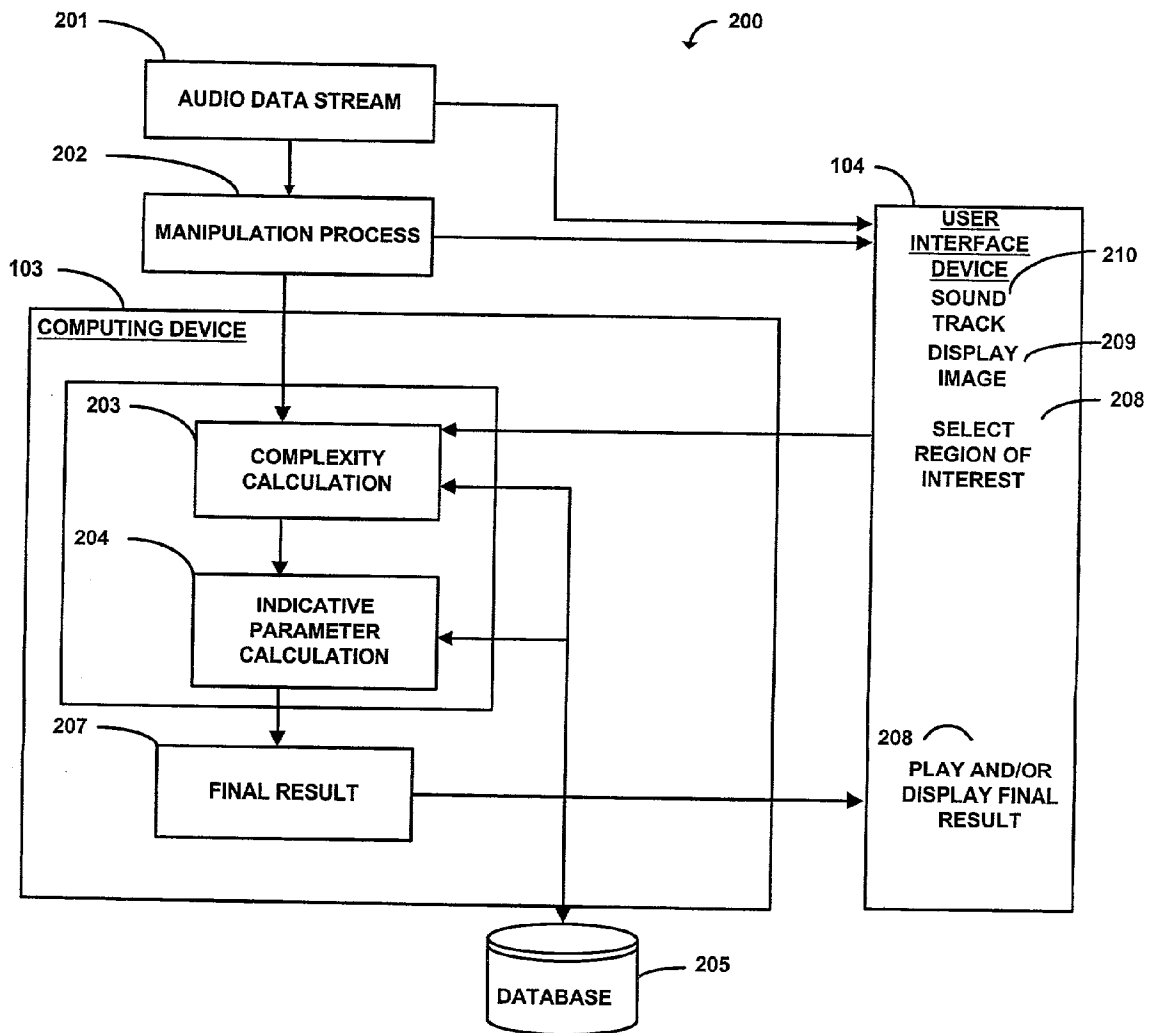 201
200
AUDIO DATA STREAM
202
104
MANIPULATION PROCESS
USER
INTERFACE
DEVICE
210
SOUND
TRACK
209
DISPLAY
IMAGE
208
SELECT
REGION OF
INTEREST
103
COMPUTING DEVICE
203
COMPLEXITY
CALCULATION
204
INDICATIVE
PARAMETER
CALCULATION
207
FINAL RESULT
208
PLAY AND/OR
DISPLAY FINAL
RESULT
205
DATABASE